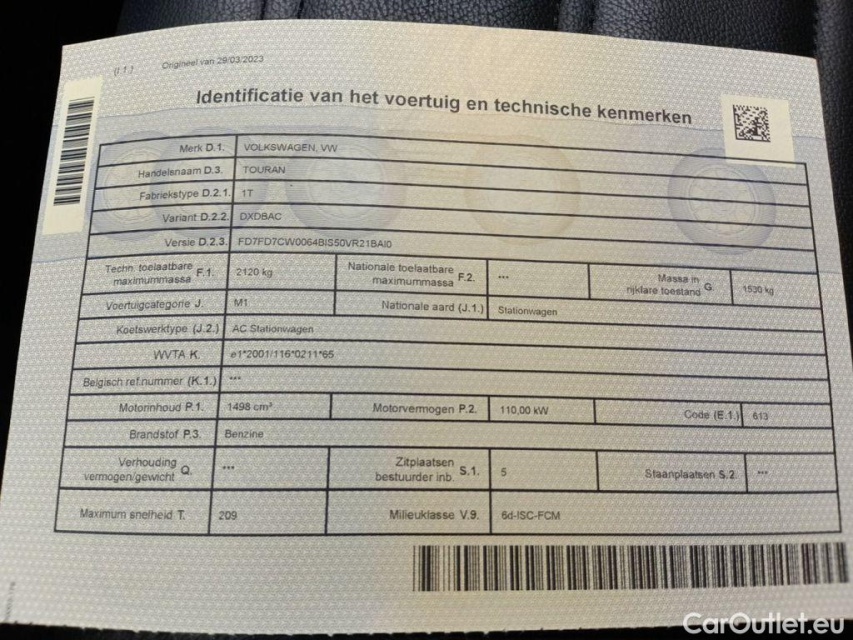 (I.1.) Origineel van 29/03/2023
Identificatie van het voertuig en technische kenmerken
Merk D.1. VOLKSWAGEN, VW
Handelsnaam D.3. TOURAN
Fabriekstype D.2.1. 1T
Variant D.2.2. DXDBAC
Versie D.2.3. FD7FD7CW0064BIS50VR21BAI0
Techn. toelaatbare maximummassa F.1. 2120 kg Nationale toelaatbare maximummassa F.2. *** Massa in rijklare toestand G. 1530 kg
Voertuigcategorie J. M1 Nationale aard (J.1.) Stationwagen
Koetswerktype (J.2.) AC Stationwagen
WVTA K. e1*2001/116*0211*65
Belgisch ref.nummer (K.1.) ***
Motorinhoud P.1. 1498 cm³ Motorvermogen P.2. 110,00 kW Code (E.1.) 613
Brandstof P.3. Benzine
Verhouding vermogen/gewicht Q. *** Zitplaatsen bestuurder inb. S.1. 5 Staanplaatsen S.2. ***
Maximum snelheid T. 209 Milieuklasse V.9. 6d-ISC-FCM
CarOutlet.eu